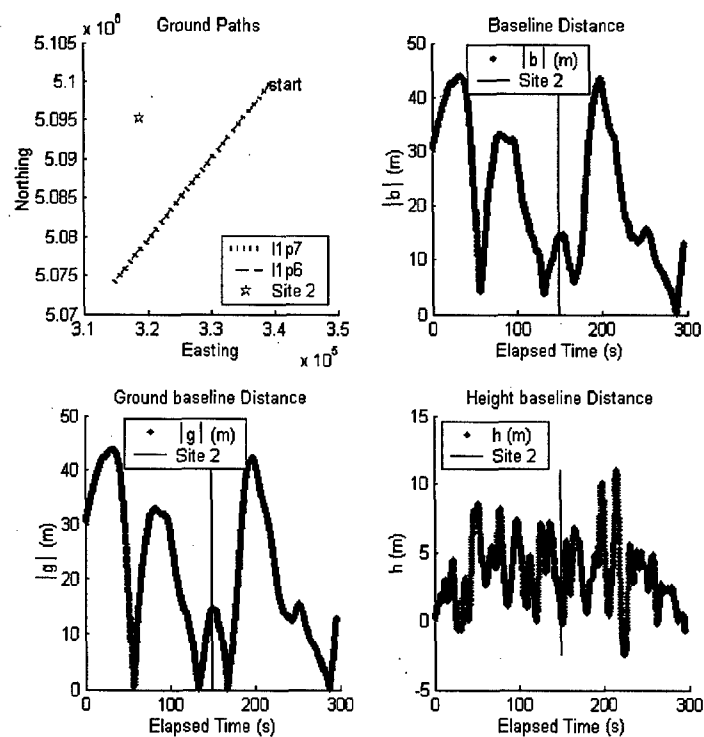 x 10^6
Ground Paths
5.105
5.1
5.095
5.09
5.085
5.08
5.075
5.07
Northing
start
l1p7
l1p6
Site 2
3.1
3.2
3.3
3.4
3.5
Easting
x 10^5
Baseline Distance
50
40
30
20
10
0
|b| (m)
|b| (m)
Site 2
0
100
200
300
Elapsed Time (s)
Ground baseline Distance
50
40
30
20
10
0
|g| (m)
|g| (m)
Site 2
0
100
200
300
Elapsed Time (s)
Height baseline Distance
15
10
5
0
-5
h (m)
h (m)
Site 2
0
100
200
300
Elapsed Time (s)